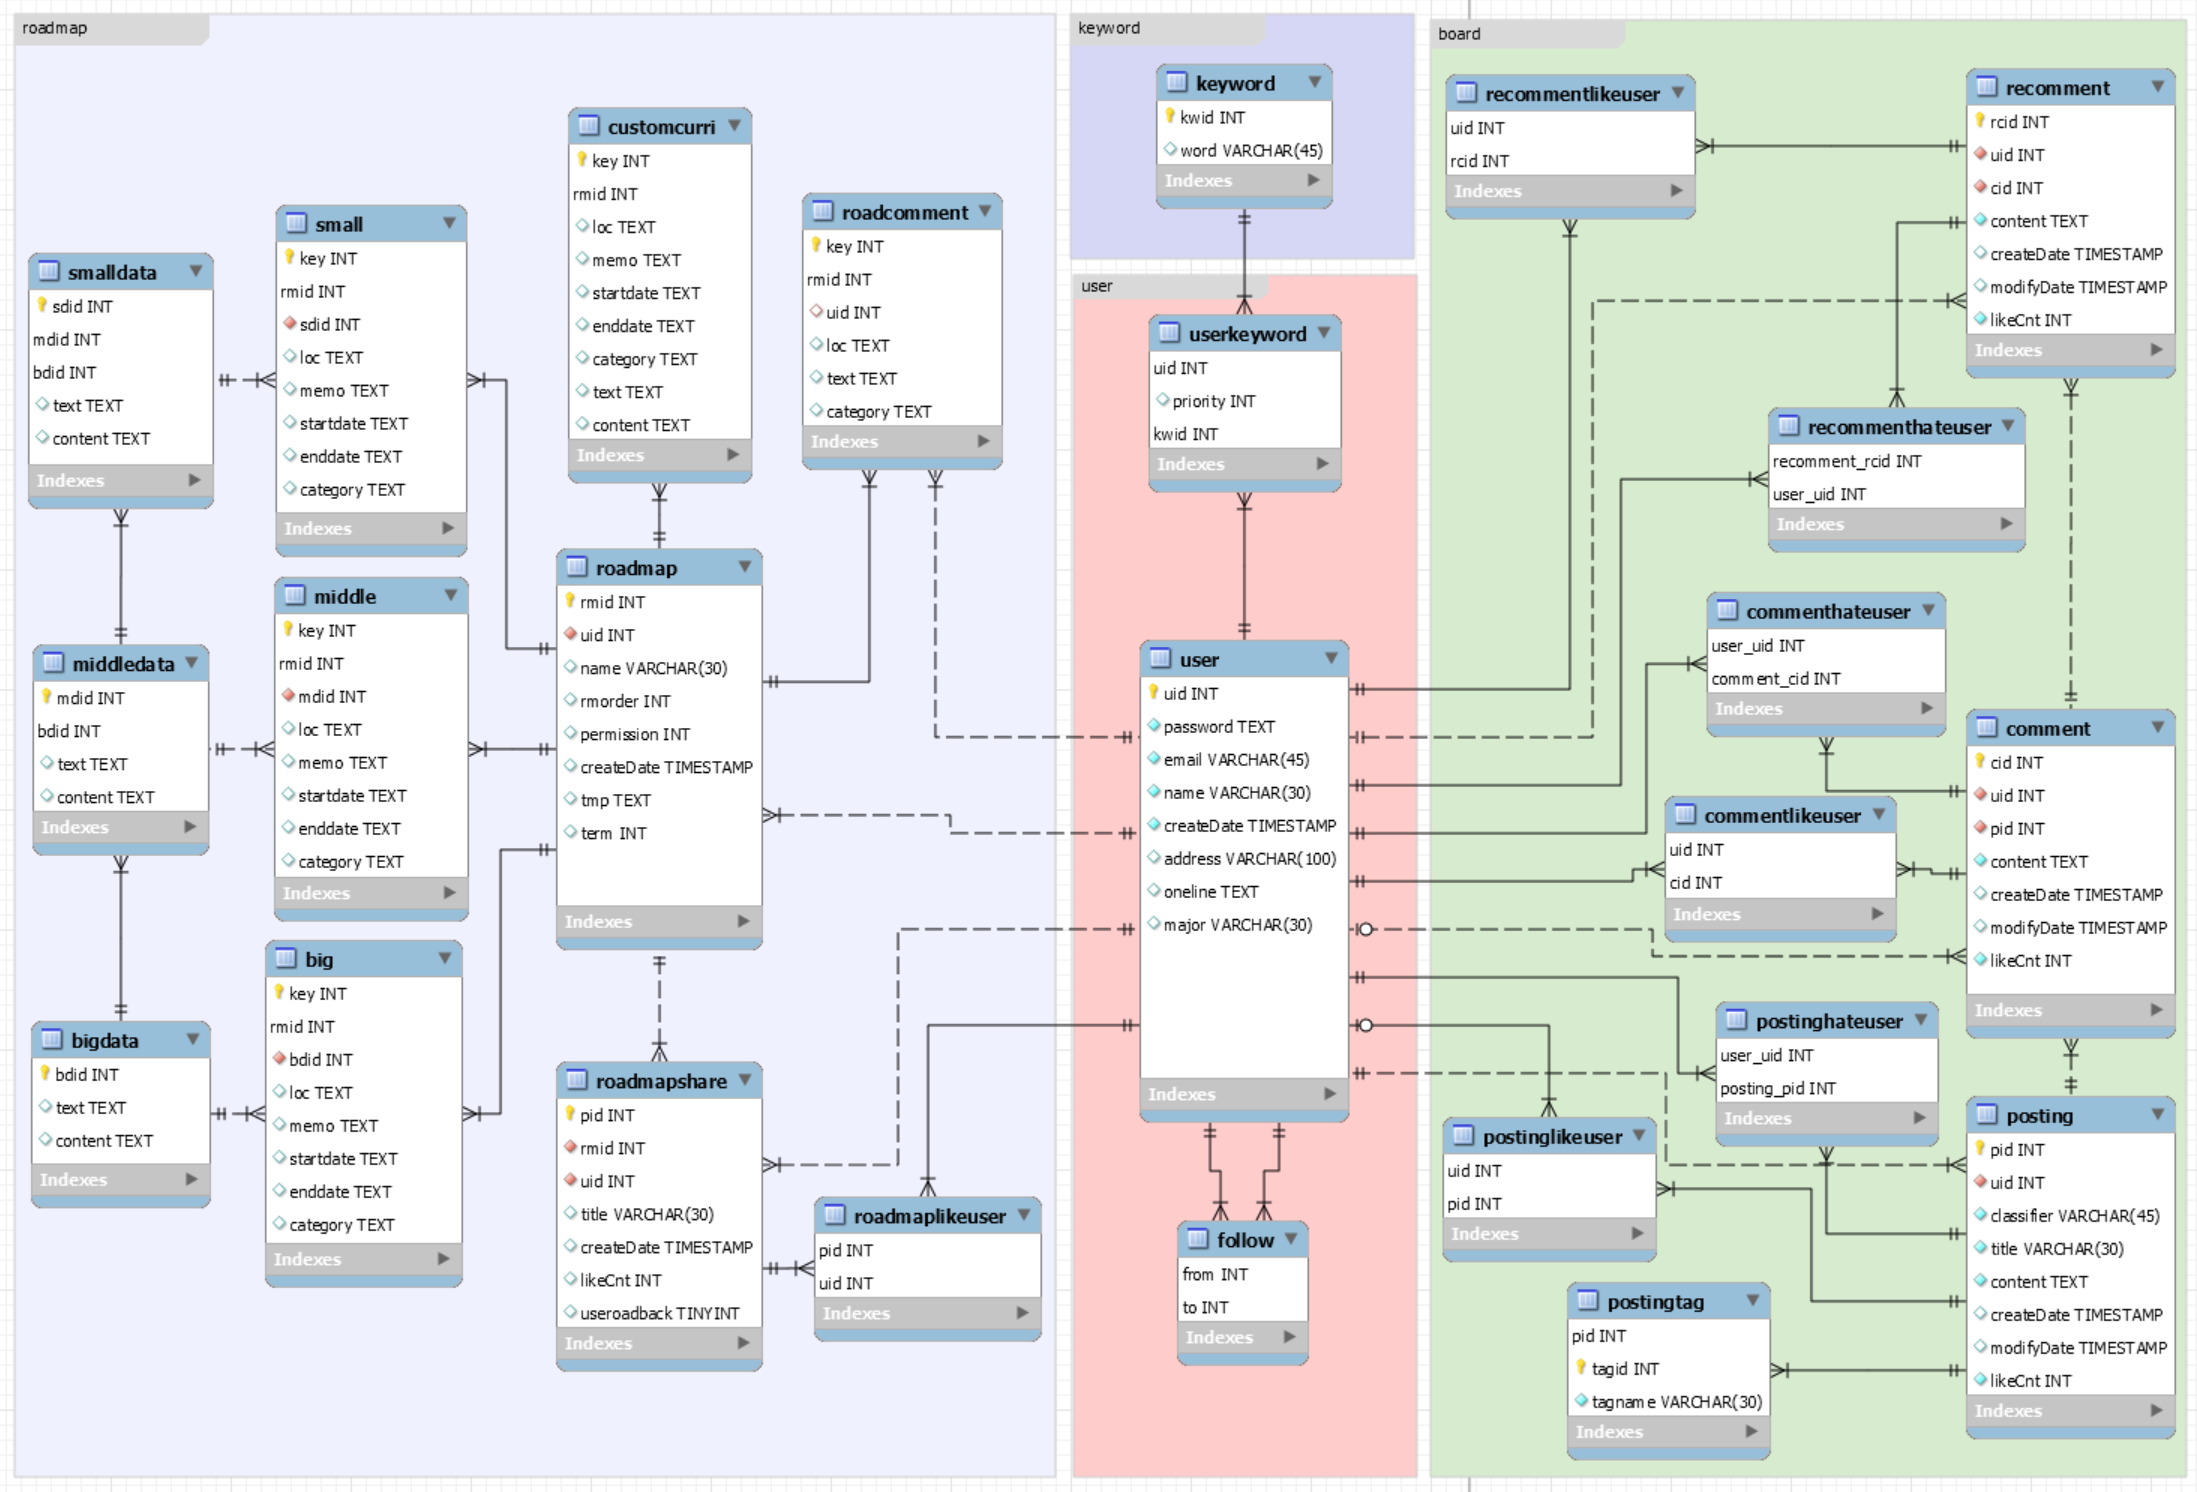 roadmap
smalldata
sdid INT
mdid INT
bdid INT
text TEXT
content TEXT
Indexes
small
key INT
rmid INT
sdid INT
loc TEXT
memo TEXT
startdate TEXT
enddate TEXT
category TEXT
Indexes
customcurri
key INT
rmid INT
loc TEXT
memo TEXT
startdate TEXT
enddate TEXT
category TEXT
text TEXT
content TEXT
Indexes
roadcomment
key INT
rmid INT
uid INT
loc TEXT
text TEXT
category TEXT
Indexes
middledata
mdid INT
bdid INT
text TEXT
content TEXT
Indexes
middle
key INT
rmid INT
mdid INT
loc TEXT
memo TEXT
startdate TEXT
enddate TEXT
category TEXT
Indexes
roadmap
rmid INT
uid INT
name VARCHAR(30)
rmorder INT
permission INT
createDate TIMESTAMP
tmp TEXT
term INT
Indexes
bigdata
bdid INT
text TEXT
content TEXT
Indexes
big
key INT
rmid INT
bdid INT
loc TEXT
memo TEXT
startdate TEXT
enddate TEXT
category TEXT
Indexes
roadmapshare
pid INT
rmid INT
uid INT
title VARCHAR(30)
createDate TIMESTAMP
likeCnt INT
useroadback TINYINT
Indexes
roadmaplikeuser
pid INT
uid INT
Indexes
keyword
keyword
kwid INT
word VARCHAR(45)
Indexes
user
userkeyword
uid INT
priority INT
kwid INT
Indexes
user
uid INT
password TEXT
email VARCHAR(45)
name VARCHAR(30)
createDate TIMESTAMP
address VARCHAR(100)
oneline TEXT
major VARCHAR(30)
Indexes
follow
from INT
to INT
Indexes
board
recommentlikeuser
uid INT
rcid INT
Indexes
recomment
rcid INT
uid INT
cid INT
content TEXT
createDate TIMESTAMP
modifyDate TIMESTAMP
likeCnt INT
Indexes
recommenthateuser
recomment_rcid INT
user_uid INT
Indexes
commenthateuser
user_uid INT
comment_cid INT
Indexes
comment
cid INT
uid INT
pid INT
content TEXT
createDate TIMESTAMP
modifyDate TIMESTAMP
likeCnt INT
Indexes
commentlikeuser
uid INT
cid INT
Indexes
postinghateuser
user_uid INT
posting_pid INT
Indexes
postinglikeuser
uid INT
pid INT
Indexes
posting
pid INT
uid INT
classifier VARCHAR(45)
title VARCHAR(30)
content TEXT
createDate TIMESTAMP
modifyDate TIMESTAMP
likeCnt INT
Indexes
postingtag
pid INT
tagid INT
tagname VARCHAR(30)
Indexes